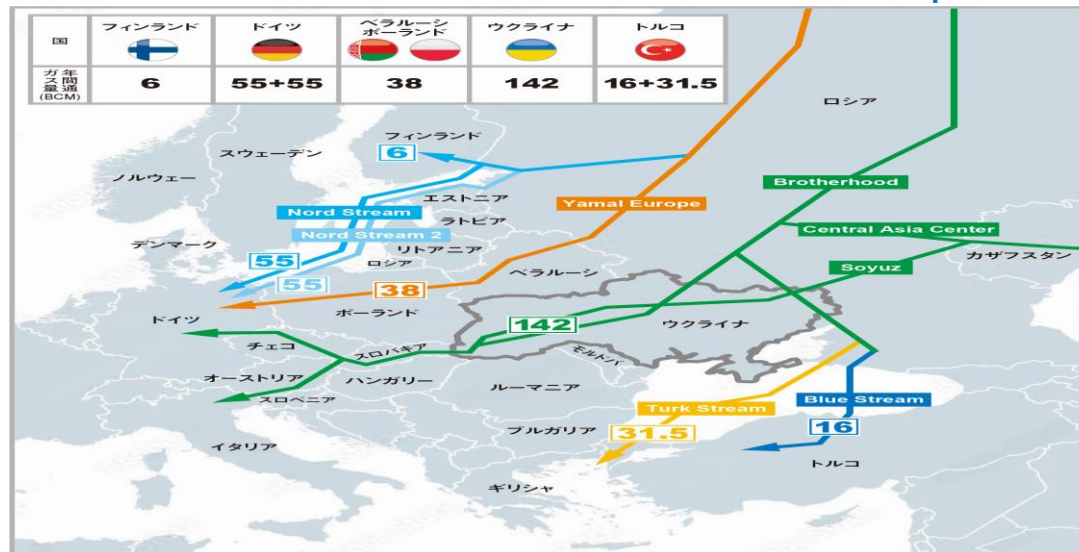 国
フィンランド
ドイツ
ベラルーシ
ポーランド
ウクライナ
トルコ
年間通
ガス量
(BCM)
6
55+55
38
142
16+31.5
ロシア
フィンランド
6
スウェーデン
ノルウェー
エストニア
Brotherhood
Nord Stream
Yamal Europe
ラトビア
Nord Stream 2
Central Asia Center
デンマーク
リトアニア
カザフスタン
55
ロシア
Soyuz
ベラルーシ
55
38
ポーランド
ドイツ
142
ウクライナ
チェコ
スロバキア
モルドバ
オーストリア
ハンガリー
ルーマニア
スロベニア
Turk Stream
Blue Stream
ブルガリア
31.5
16
イタリア
トルコ
ギリシャ